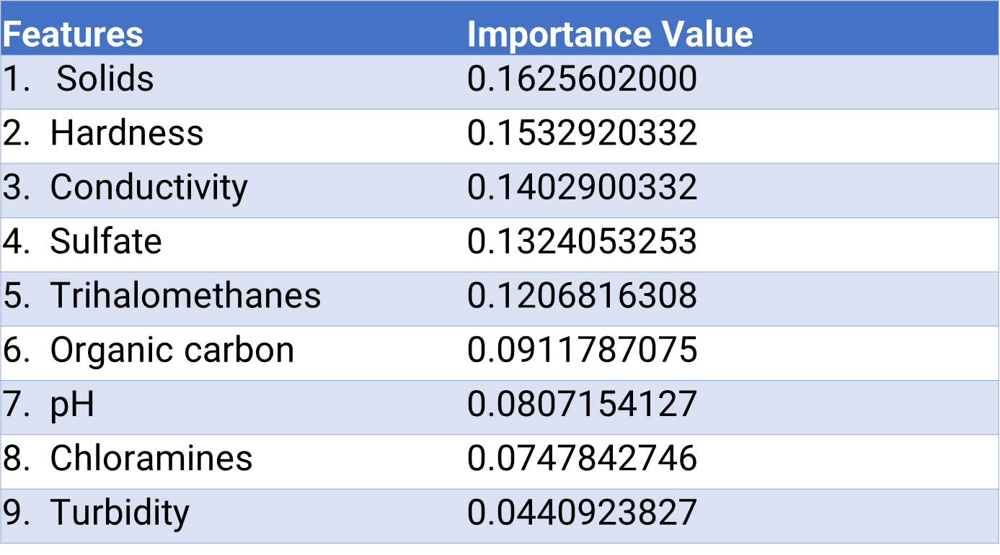 Features Importance Value
1. Solids 0.1625602000
2. Hardness 0.1532920332
3. Conductivity 0.1402900332
4. Sulfate 0.1324053253
5. Trihalomethanes 0.1206816308
6. Organic carbon 0.0911787075
7. pH 0.0807154127
8. Chloramines 0.0747842746
9. Turbidity 0.0440923827